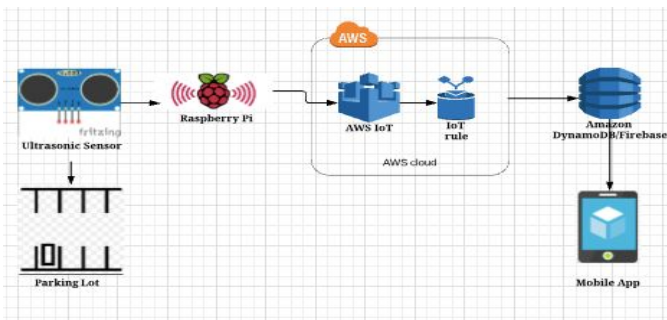 AWS
fritzing
Ultrasonic Sensor
Raspberry Pi
AWS IoT
IoT
rule
AWS cloud
Amazon
DynamoDB/Firebase
Parking Lot
Mobile App